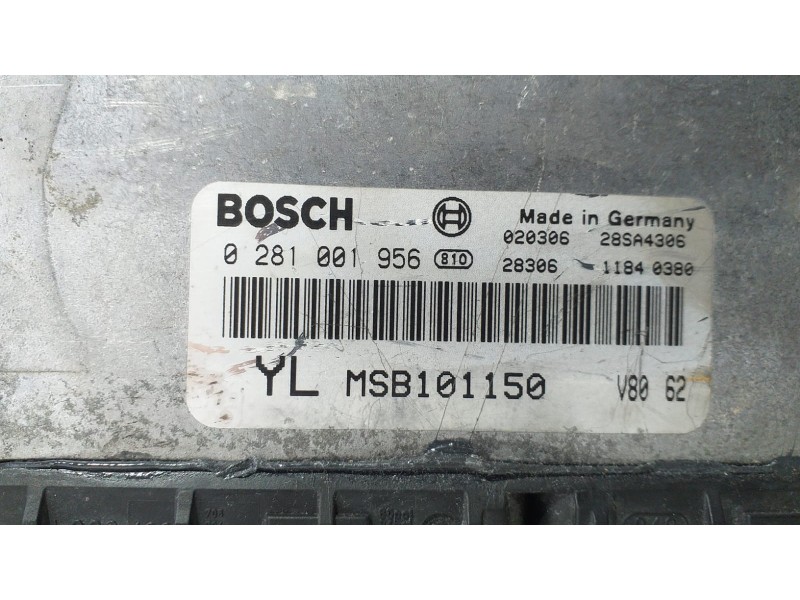 BOSCH Made in Germany
020306 28SA4306
0 281 001 956 810
28306 1184 0380
YL MSB101150 V80 62